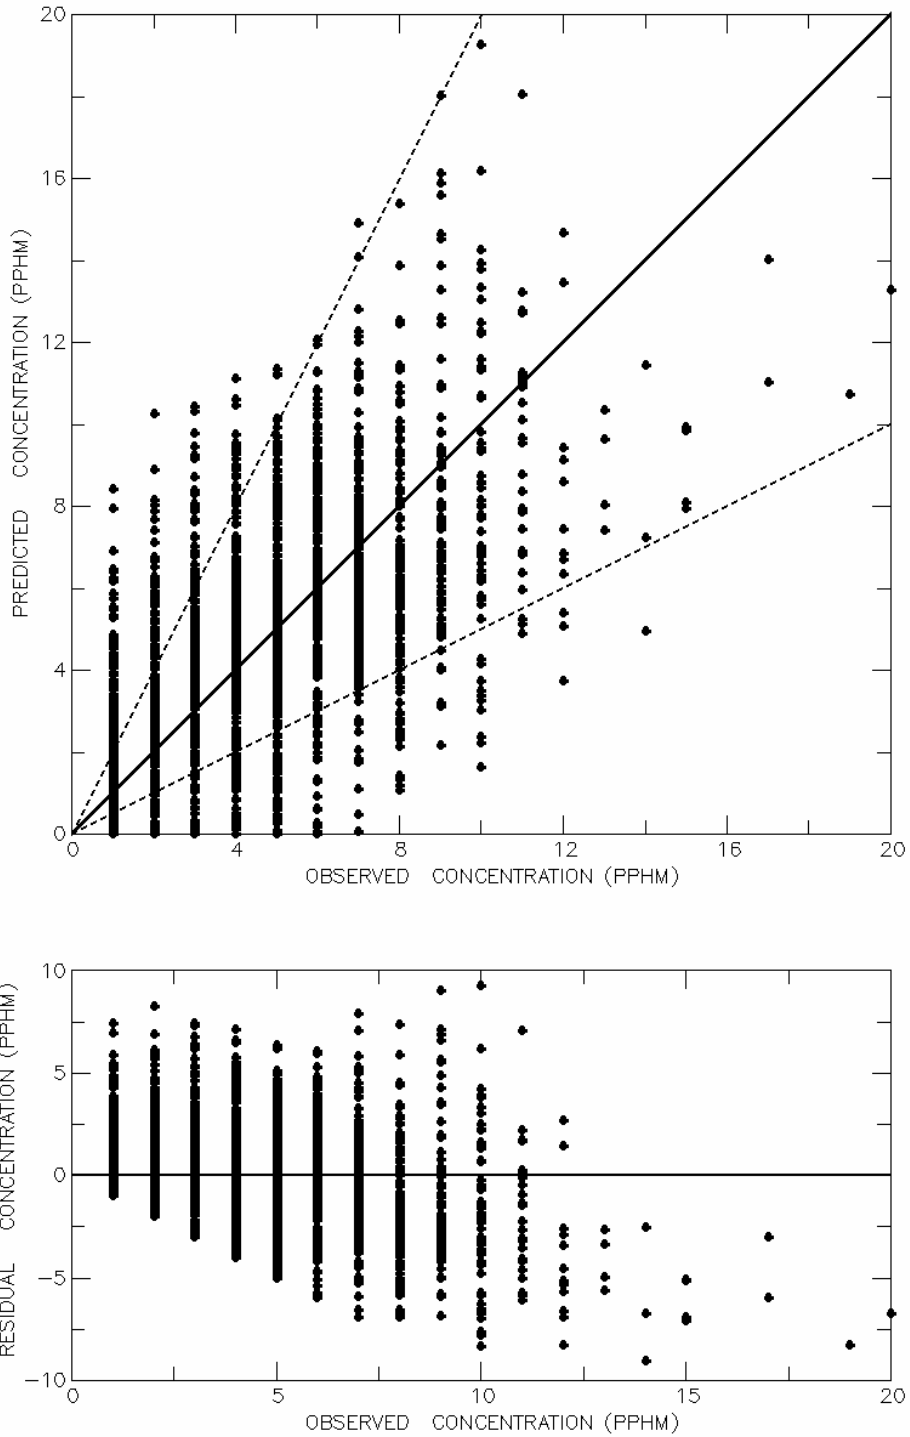 20
16
12
8
4
0
PREDICTED CONCENTRATION (PPHM)
0 4 8 12 16 20
OBSERVED CONCENTRATION (PPHM)
10
5
0
−5
−10
RESIDUAL CONCENTRATION (PPHM)
0 5 10 15 20
OBSERVED CONCENTRATION (PPHM)